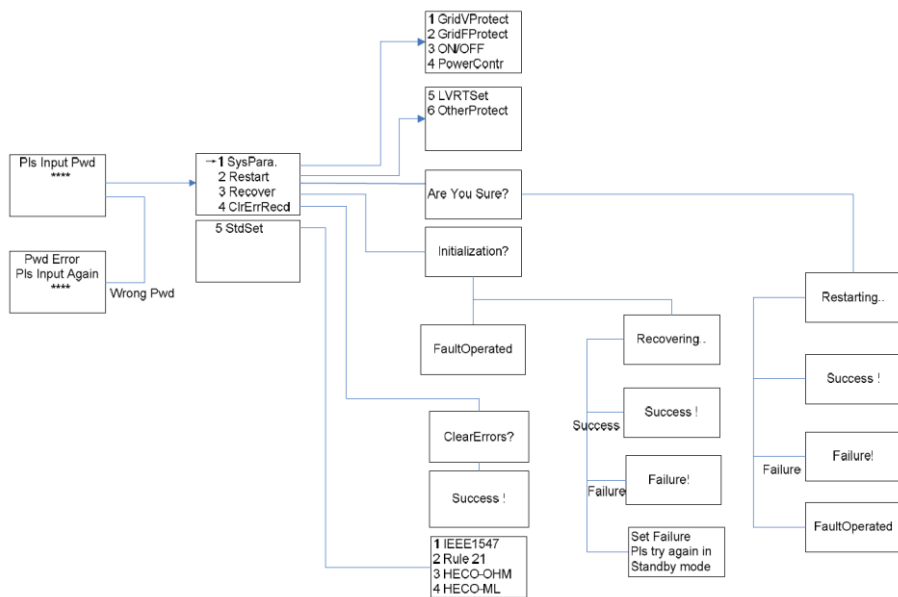 Pls Input Pwd
****
Pwd Error
Pls Input Again
****
Wrong Pwd
→1 SysPara.
2 Restart
3 Recover
4 ClrErrRecd
5 StdSet
1 GridVProtect
2 GridFProtect
3 ON/OFF
4 PowerContr
5 LVRTSet
6 OtherProtect
Are You Sure?
Initialization?
FaultOperated
ClearErrors?
Success !
1 IEEE1547
2 Rule 21
3 HECO-OHM
4 HECO-ML
Recovering..
Success
Success !
Failure
Failure!
Set Failure
Pls try again in
Standby mode
Restarting..
Success !
Failure
Failure!
FaultOperated